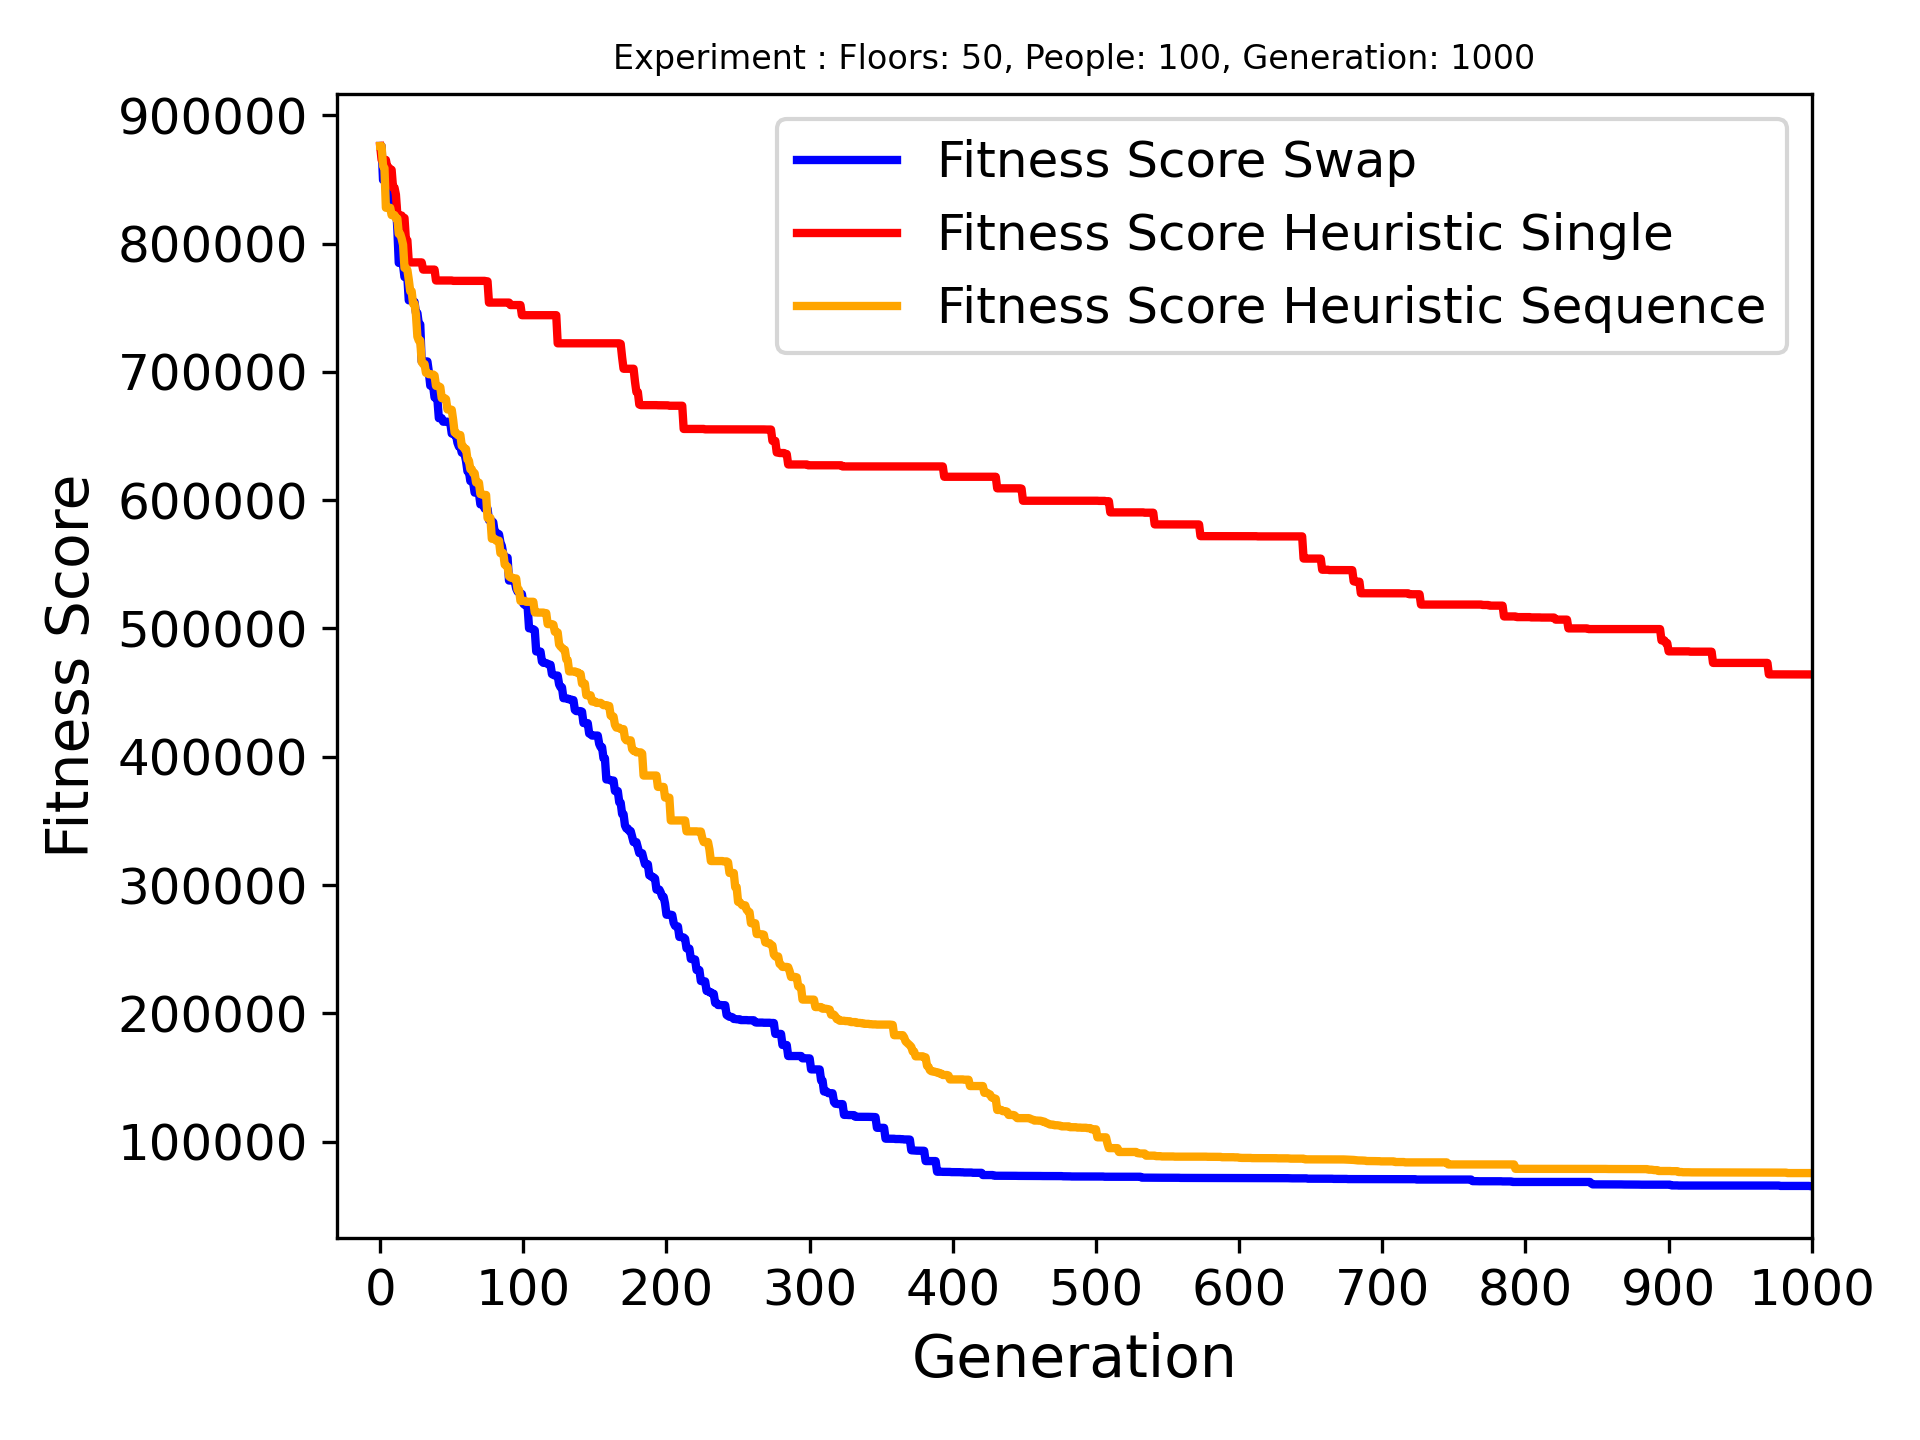 Experiment : Floors: 50, People: 100, Generation: 1000
900000
800000
700000
600000
500000
400000
300000
200000
100000
Fitness Score
Fitness Score Swap
Fitness Score Heuristic Single
Fitness Score Heuristic Sequence
0 100 200 300 400 500 600 700 800 900 1000
Generation